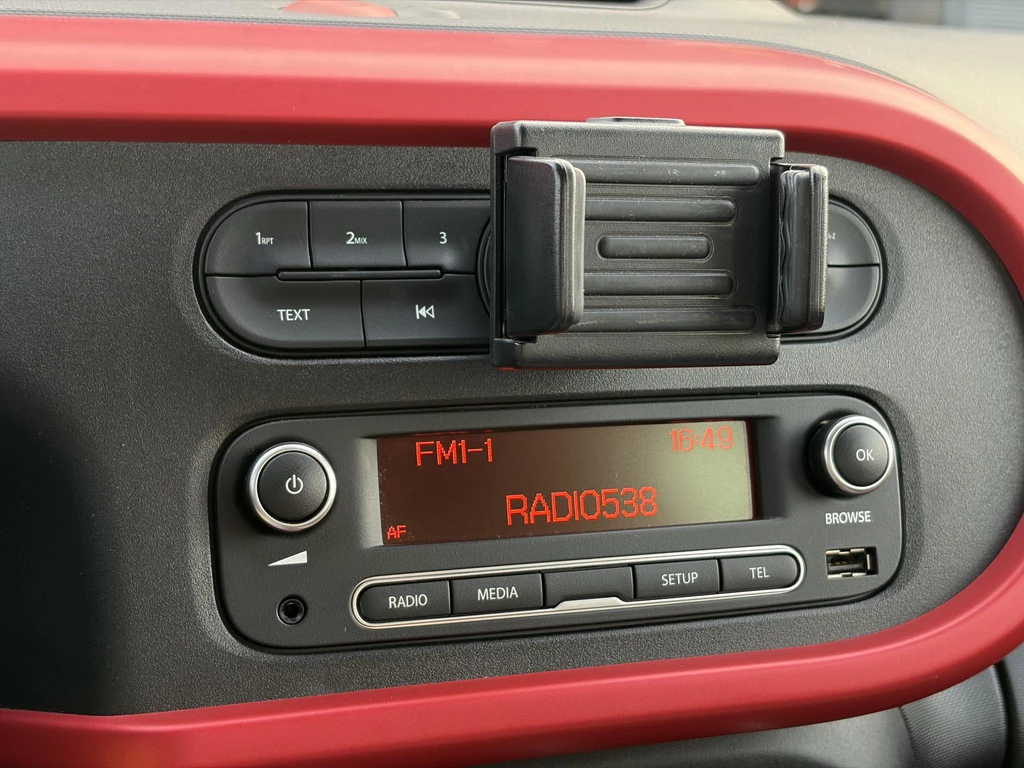 1RPT 2MIX 3
TEXT
FM1-1 16:49
RADIO538
AF
OK
BROWSE
RADIO MEDIA SETUP TEL